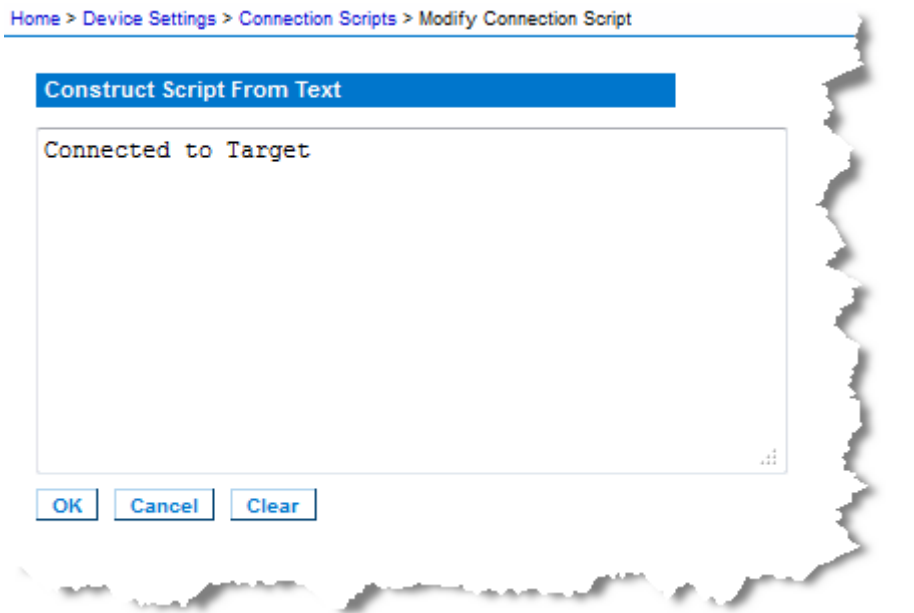 Home > Device Settings > Connection Scripts > Modify Connection Script
Construct Script From Text
Connected to Target
OK Cancel Clear